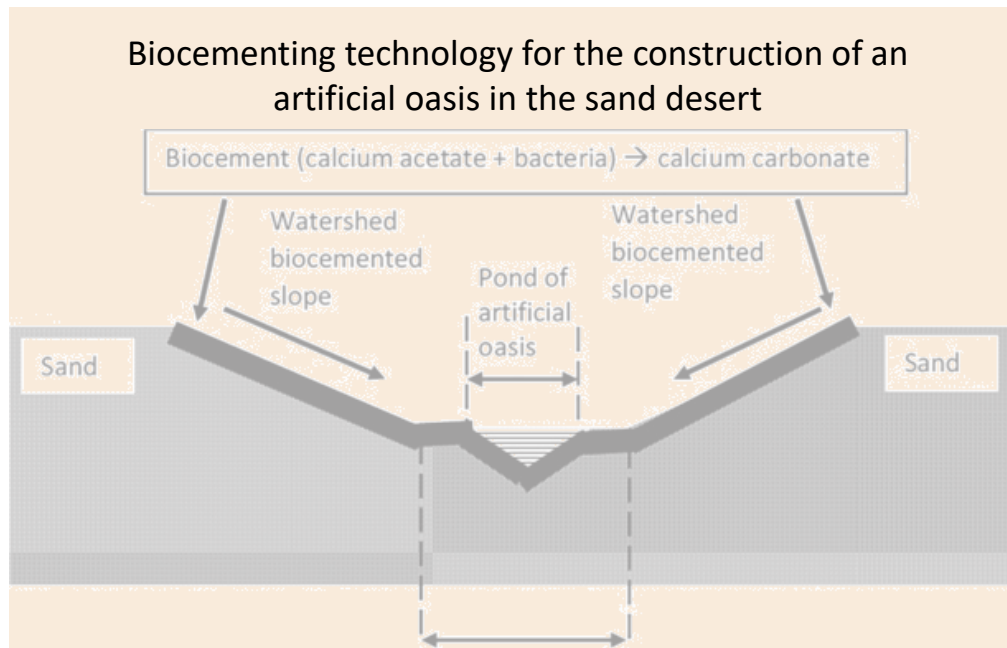 Biocementing technology for the construction of an
artificial oasis in the sand desert
Biocement (calcium acetate + bacteria) → calcium carbonate
Watershed
biocemented
slope
Pond of
artificial
oasis
Watershed
biocemented
slope
Sand
Sand